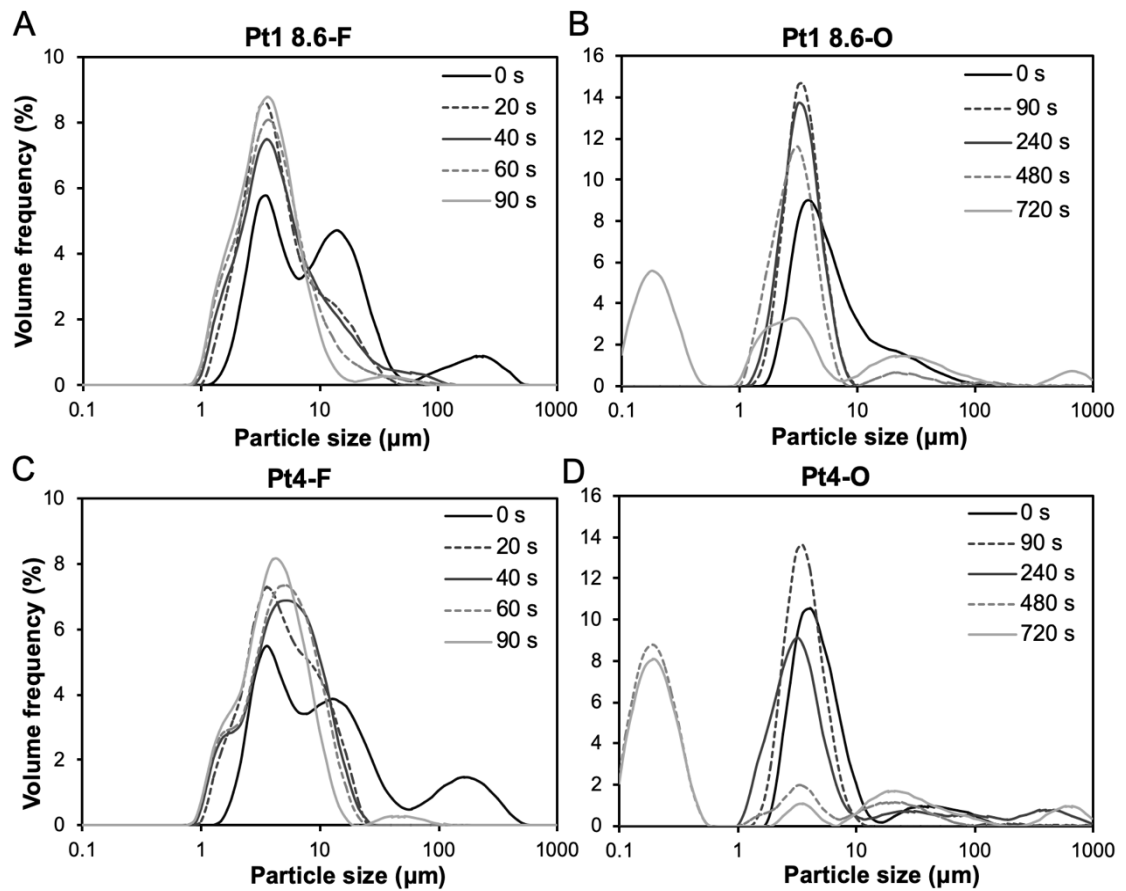 A
Pt1 8.6-F
Volume frequency (%)
10
8
6
4
2
0
0.1 1 10 100 1000
Particle size (μm)
0 s
20 s
40 s
60 s
90 s
B
Pt1 8.6-O
16
14
12
10
8
6
4
2
0
0.1 1 10 100 1000
Particle size (μm)
0 s
90 s
240 s
480 s
720 s
C
Pt4-F
Volume frequency (%)
10
8
6
4
2
0
0.1 1 10 100 1000
Particle size (μm)
0 s
20 s
40 s
60 s
90 s
D
Pt4-O
16
14
12
10
8
6
4
2
0
0.1 1 10 100 1000
Particle size (μm)
0 s
90 s
240 s
480 s
720 s